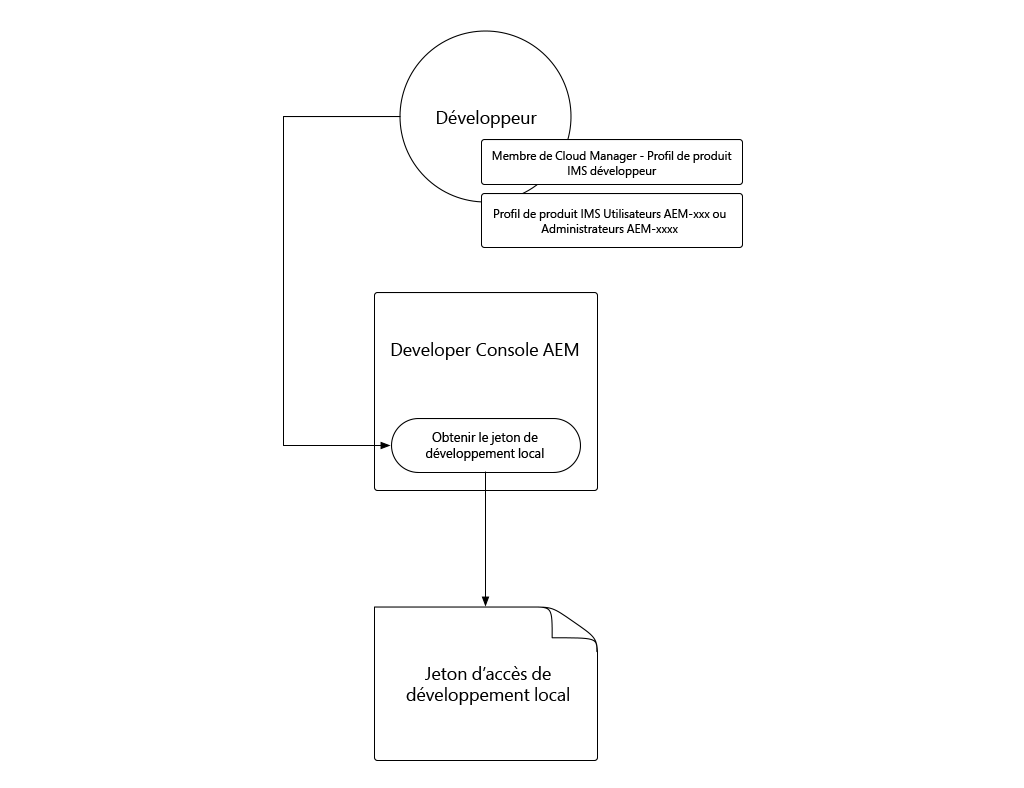 Développeur
Membre de Cloud Manager - Profil de produit
IMS développeur
Profil de produit IMS Utilisateurs AEM-xxx ou
Administrateurs AEM-xxxx
Developer Console AEM
Obtenir le jeton de
développement local
Jeton d’accès de
développement local